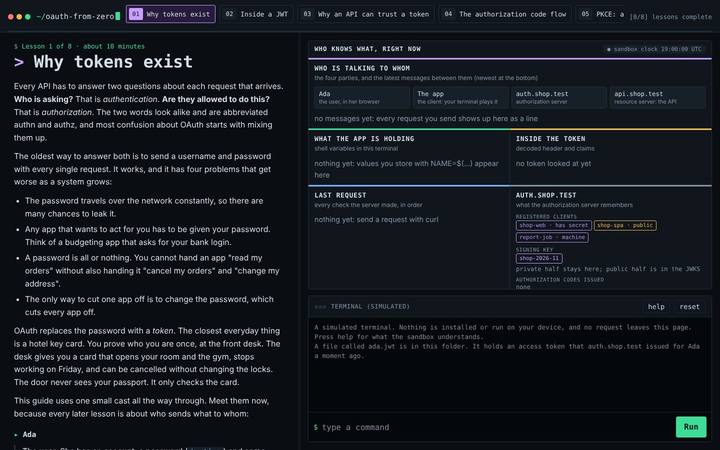 ~/oauth-from-zero
01 Why tokens exist
02 Inside a JWT
03 Why an API can trust a token
04 The authorization code flow
05 PKCE: a
[0/8] lessons complete
$ Lesson 1 of 8 · about 10 minutes
> Why tokens exist
Every API has to answer two questions about each request that arrives.
Who is asking? That is authentication. Are they allowed to do this?
That is authorization. The two words look alike and are abbreviated
authn and authz, and most confusion about OAuth starts with mixing
them up.
The oldest way to answer both is to send a username and password
with every single request. It works, and it has four problems that get
worse as a system grows:
• The password travels over the network constantly, so there are
many chances to leak it.
• Any app that wants to act for you has to be given your password.
Think of a budgeting app that asks for your bank login.
• A password is all or nothing. You cannot hand an app "read my
orders" without also handing it "cancel my orders" and "change my
address".
• The only way to cut one app off is to change the password, which
cuts every app off.
OAuth replaces the password with a token. The closest everyday thing
is a hotel key card. You prove who you are once, at the front desk. The
desk gives you a card that opens your room and the gym, stops
working on Friday, and can be cancelled without changing the locks.
The door never sees your passport. It only checks the card.
This guide uses one small cast all the way through. Meet them now,
because every later lesson is about who sends what to whom:
▸ Ada
WHO KNOWS WHAT, RIGHT NOW
● sandbox clock 19:00:00 UTC
WHO IS TALKING TO WHOM
the four parties, and the latest messages between them (newest at the bottom)
Ada
the user, in her browser
The app
the client: your terminal plays it
auth.shop.test
authorization server
api.shop.test
resource server: the API
no messages yet: every request you send shows up here as a line
WHAT THE APP IS HOLDING
shell variables in this terminal
nothing yet: values you store with NAME=$(...) appear
here
INSIDE THE TOKEN
decoded header and claims
no token looked at yet
LAST REQUEST
every check the server made, in order
nothing yet: send a request with curl
AUTH.SHOP.TEST
what the authorization server remembers
REGISTERED CLIENTS
shop-web · has secret
shop-spa · public
report-job · machine
SIGNING KEY
shop-2026-11
private half stays here; public half is in the JWKS
AUTHORIZATION CODES ISSUED
none
TERMINAL (SIMULATED)
help
reset
A simulated terminal. Nothing is installed or run on your device, and no request leaves this page.
Press help for what the sandbox understands.
A file called ada.jwt is in this folder. It holds an access token that auth.shop.test issued for Ada
a moment ago.
$ type a command
Run